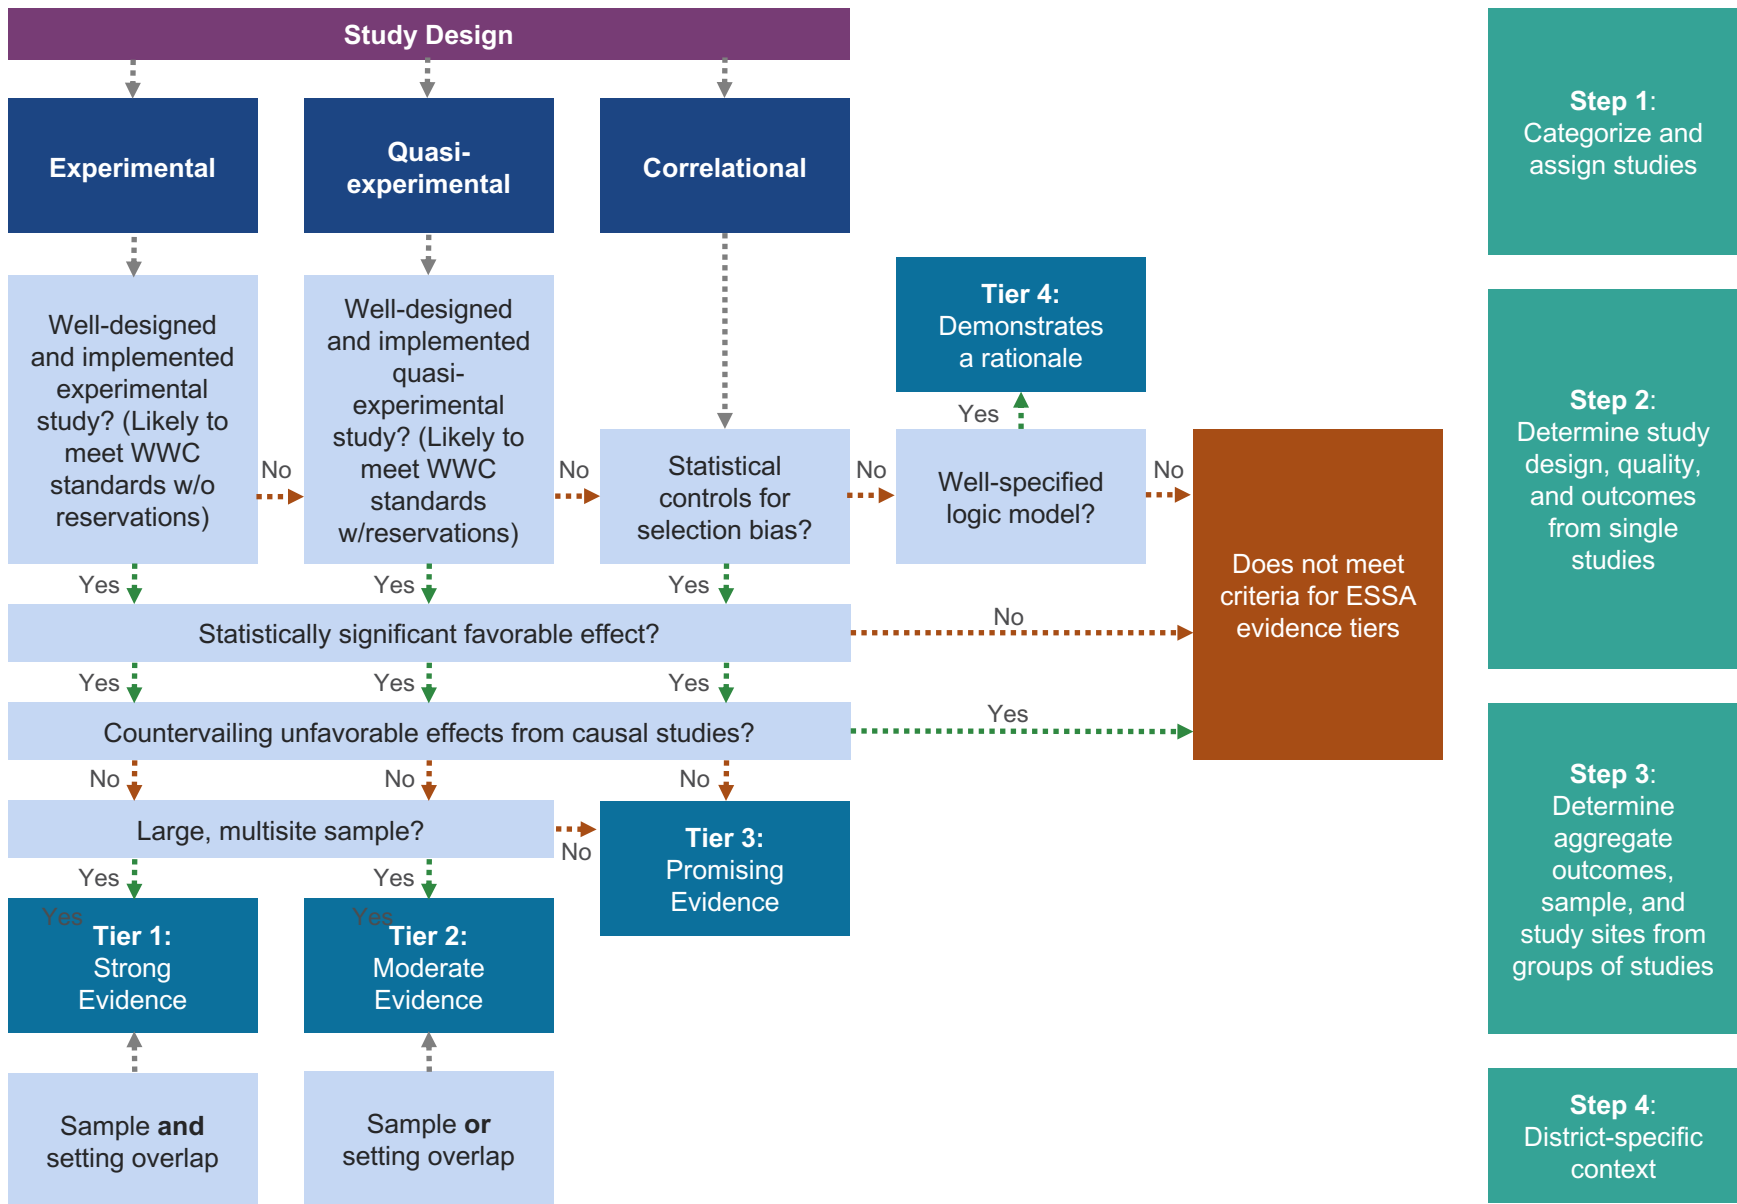 Study Design
Experimental
Quasi-
experimental
Correlational
Well-designed
and implemented
experimental
study? (Likely to
meet WWC
standards w/o
reservations)
No
Well-designed
and implemented
quasi-
experimental
study? (Likely to
meet WWC
standards
w/reservations)
No
Statistical
controls for
selection bias?
No
Tier 4:
Demonstrates
a rationale
Yes
Well-specified
logic model?
No
Does not meet
criteria for ESSA
evidence tiers
Yes
Yes
Yes
Statistically significant favorable effect?
No
Yes
Yes
Yes
Countervailing unfavorable effects from causal studies?
Yes
No
No
No
Large, multisite sample?
No
Tier 3:
Promising
Evidence
Yes
Yes
Yes
Tier 1:
Strong
Evidence
Yes
Tier 2:
Moderate
Evidence
Sample and
setting overlap
Sample or
setting overlap
Step 1:
Categorize and
assign studies
Step 2:
Determine study
design, quality,
and outcomes
from single
studies
Step 3:
Determine
aggregate
outcomes,
sample, and
study sites from
groups of studies
Step 4:
District-specific
context